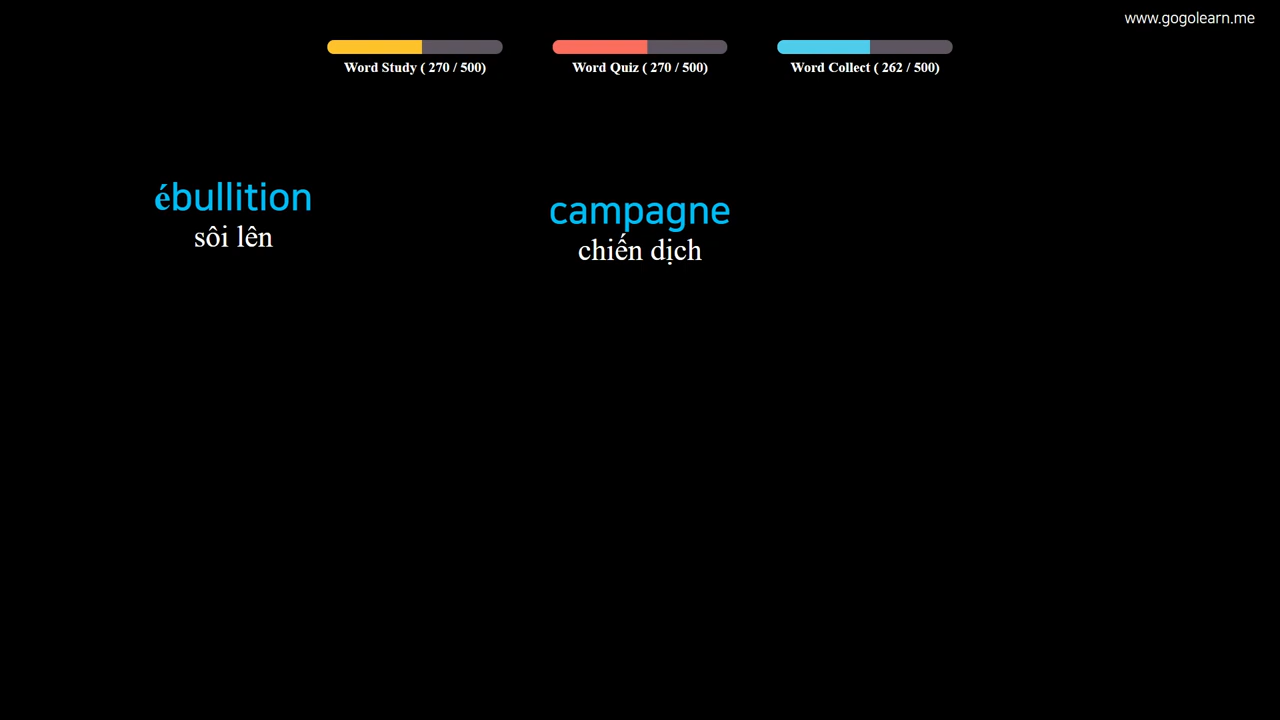 www.gogolearn.me
Word Study ( 270 / 500)
Word Quiz ( 270 / 500)
Word Collect ( 262 / 500)
ébullition
sôi lên
campagne
chiến dịch